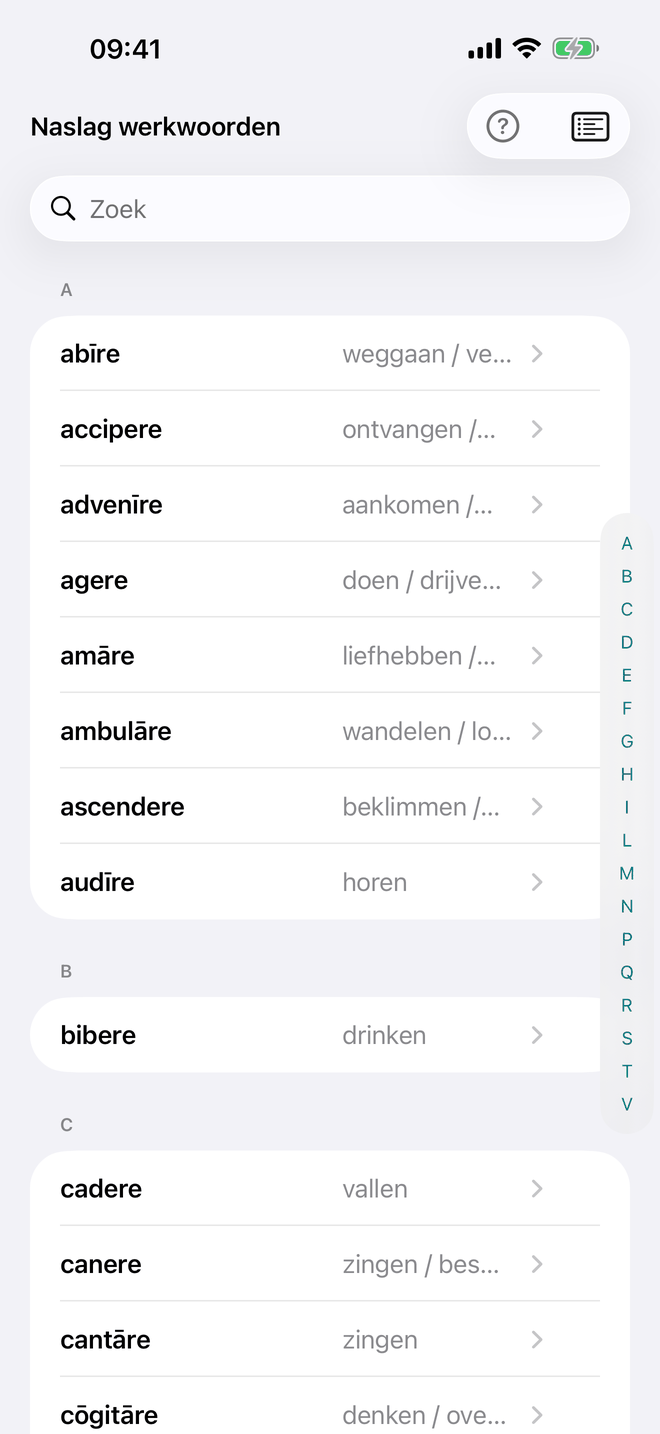 09:41
Naslag werkwoorden
?
Zoek
A
abīre weggaan / ve...
accipere ontvangen /...
advenīre aankomen /...
agere doen / drijve...
amāre liefhebben /...
ambulāre wandelen / lo...
ascendere beklimmen /...
audīre horen
B
bibere drinken
C
cadere vallen
canere zingen / bes...
cantāre zingen
cōgitāre denken / ove...
A
B
C
D
E
F
G
H
I
L
M
N
P
Q
R
S
T
V